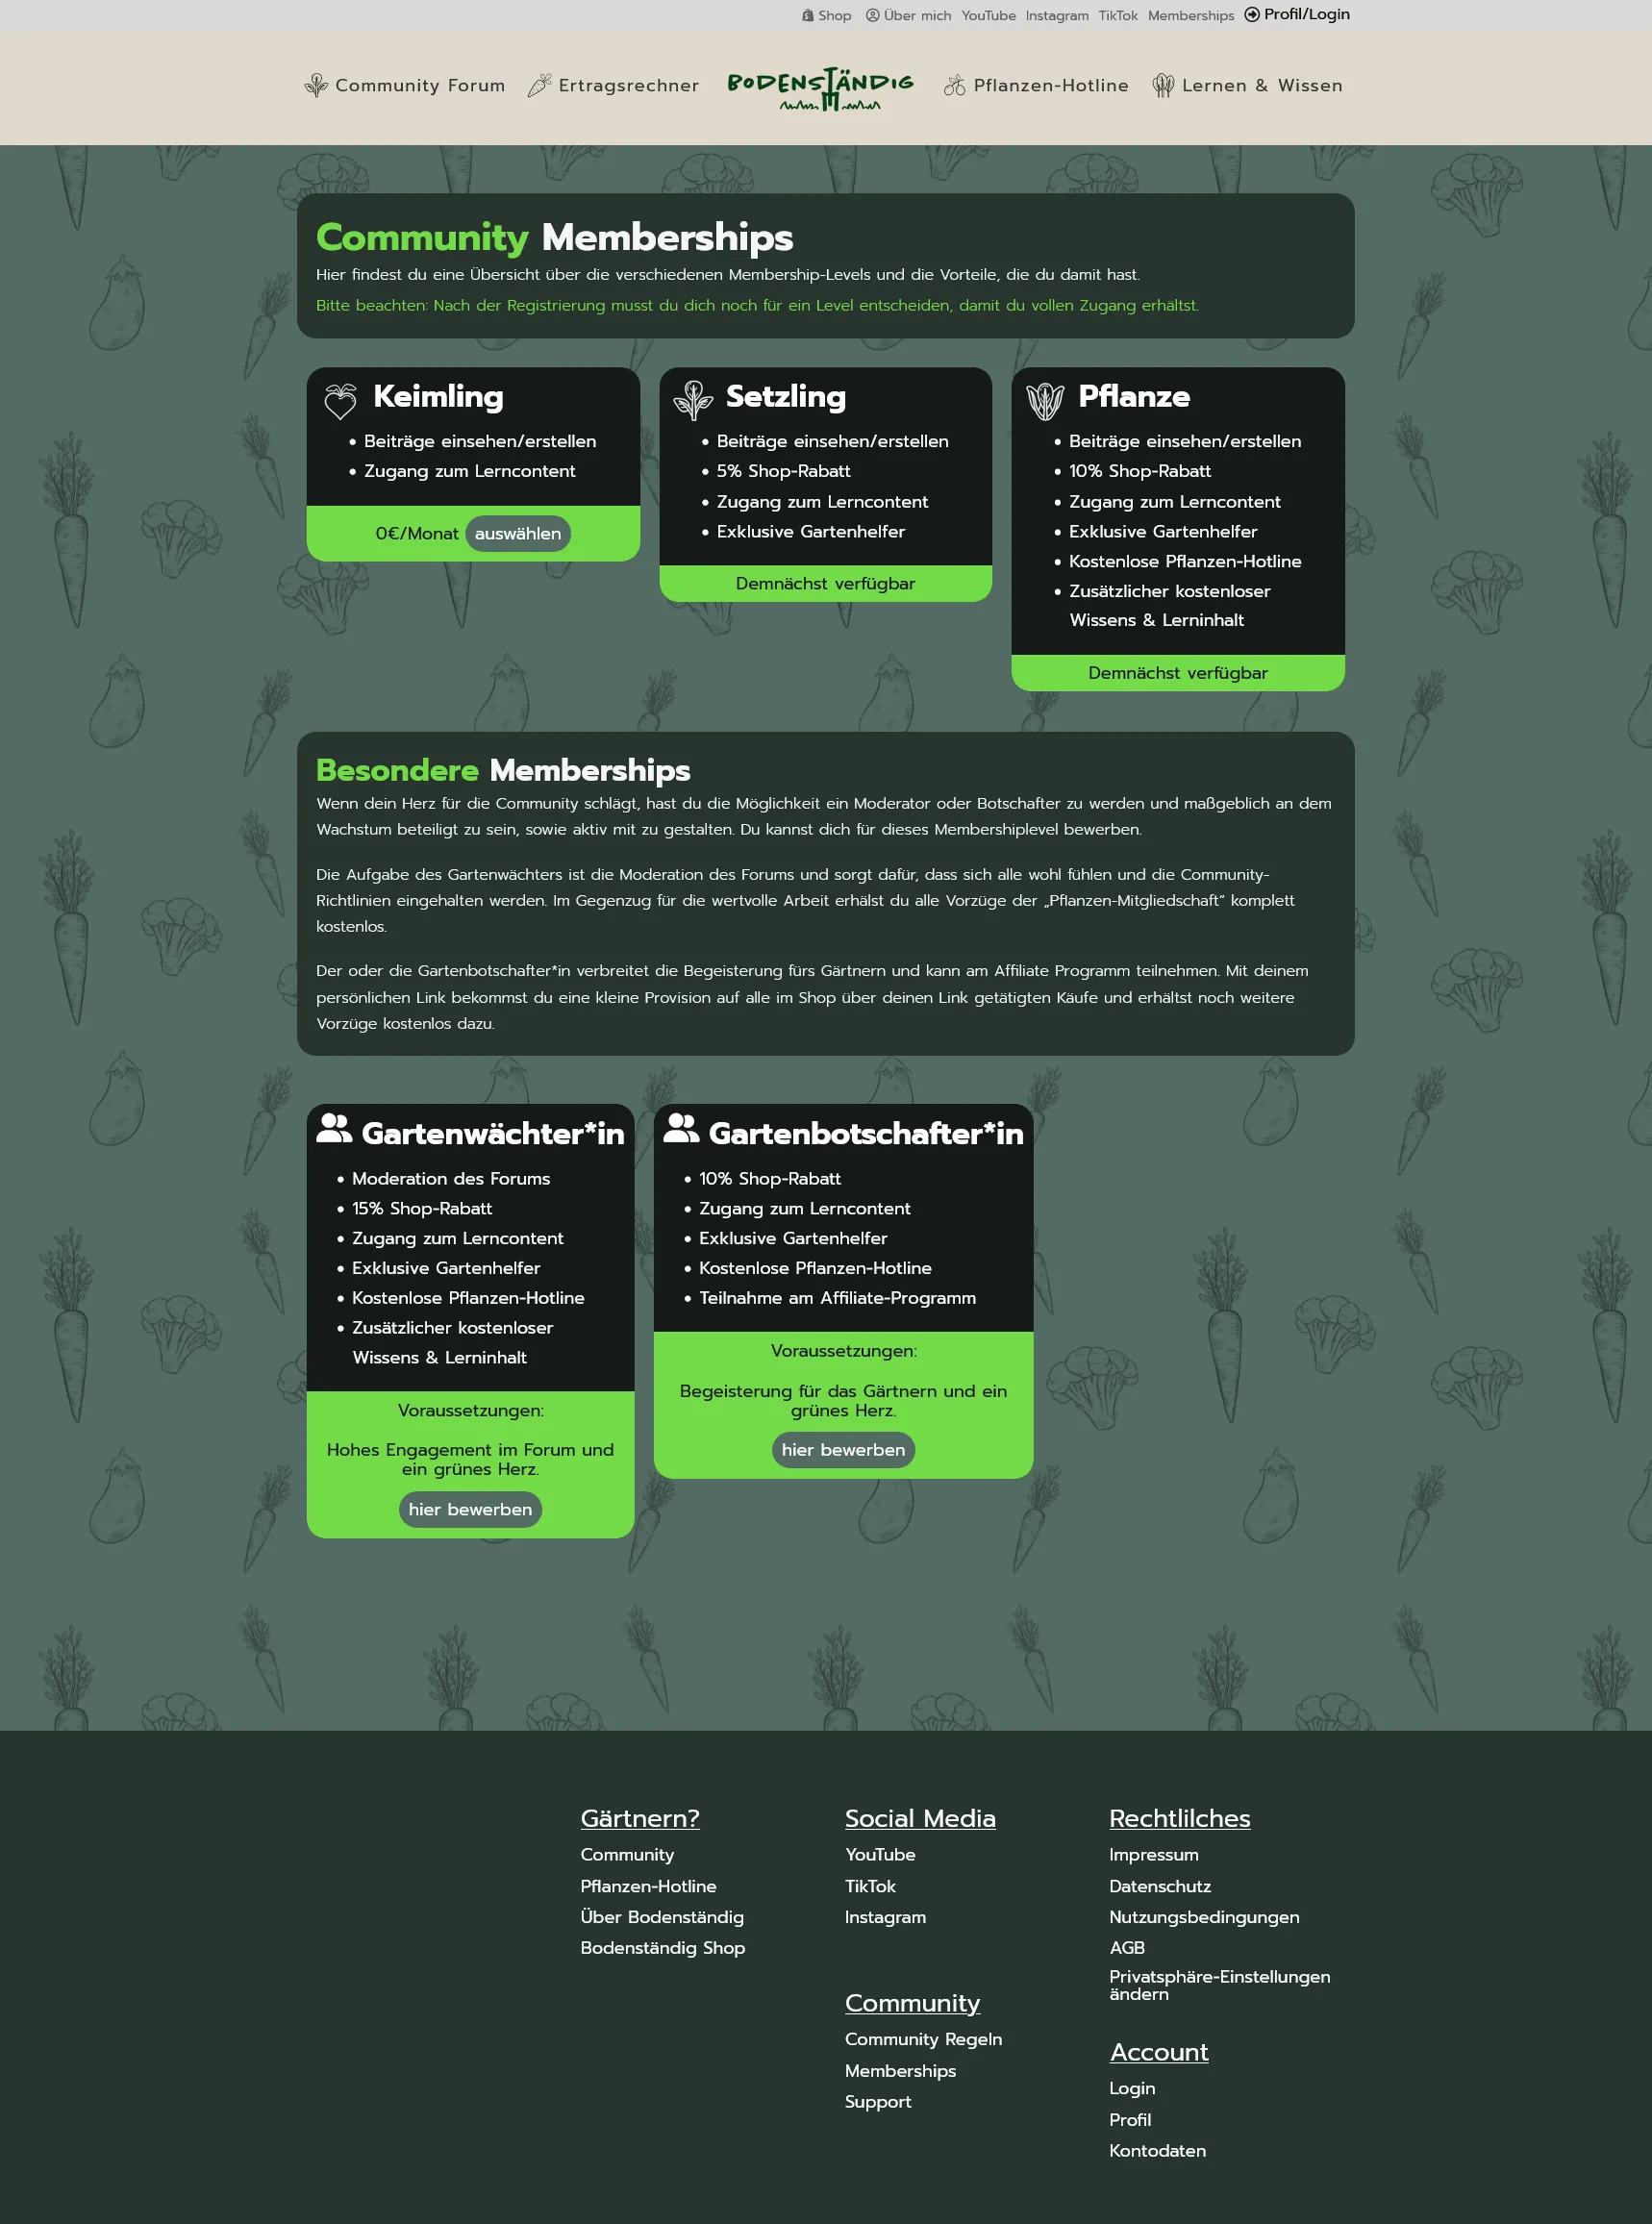 Shop Über mich YouTube Instagram TikTok Memberships Profil/Login
Community Forum Ertragsrechner BODENSTÄNDIG Pflanzen-Hotline Lernen & Wissen
Community Memberships
Hier findest du eine Übersicht über die verschiedenen Membership-Levels und die Vorteile, die du damit hast.
Bitte beachten: Nach der Registrierung musst du dich noch für ein Level entscheiden, damit du vollen Zugang erhältst.
Keimling
• Beiträge einsehen/erstellen
• Zugang zum Lerncontent
0€/Monat auswählen
Setzling
• Beiträge einsehen/erstellen
• 5% Shop-Rabatt
• Zugang zum Lerncontent
• Exklusive Gartenhelfer
Demnächst verfügbar
Pflanze
• Beiträge einsehen/erstellen
• 10% Shop-Rabatt
• Zugang zum Lerncontent
• Exklusive Gartenhelfer
• Kostenlose Pflanzen-Hotline
• Zusätzlicher kostenloser
Wissens & Lerninhalt
Demnächst verfügbar
Besondere Memberships
Wenn dein Herz für die Community schlägt, hast du die Möglichkeit ein Moderator oder Botschafter zu werden und maßgeblich an dem
Wachstum beteiligt zu sein, sowie aktiv mit zu gestalten. Du kannst dich für dieses Membershiplevel bewerben.
Die Aufgabe des Gartenwächters ist die Moderation des Forums und sorgt dafür, dass sich alle wohl fühlen und die Community-
Richtlinien eingehalten werden. Im Gegenzug für die wertvolle Arbeit erhälst du alle Vorzüge der „Pflanzen-Mitgliedschaft“ komplett
kostenlos.
Der oder die Gartenbotschafter*in verbreitet die Begeisterung fürs Gärtnern und kann am Affiliate Programm teilnehmen. Mit deinem
persönlichen Link bekommst du eine kleine Provision auf alle im Shop über deinen Link getätigten Käufe und erhältst noch weitere
Vorzüge kostenlos dazu.
Gartenwächter*in
• Moderation des Forums
• 15% Shop-Rabatt
• Zugang zum Lerncontent
• Exklusive Gartenhelfer
• Kostenlose Pflanzen-Hotline
• Zusätzlicher kostenloser
Wissens & Lerninhalt
Voraussetzungen:
Hohes Engagement im Forum und
ein grünes Herz.
hier bewerben
Gartenbotschafter*in
• 10% Shop-Rabatt
• Zugang zum Lerncontent
• Exklusive Gartenhelfer
• Kostenlose Pflanzen-Hotline
• Teilnahme am Affiliate-Programm
Voraussetzungen:
Begeisterung für das Gärtnern und ein
grünes Herz.
hier bewerben
Gärtnern?
Community
Pflanzen-Hotline
Über Bodenständig
Bodenständig Shop
Social Media
YouTube
TikTok
Instagram
Community
Community Regeln
Memberships
Support
Rechtlilches
Impressum
Datenschutz
Nutzungsbedingungen
AGB
Privatsphäre-Einstellungen
ändern
Account
Login
Profil
Kontodaten